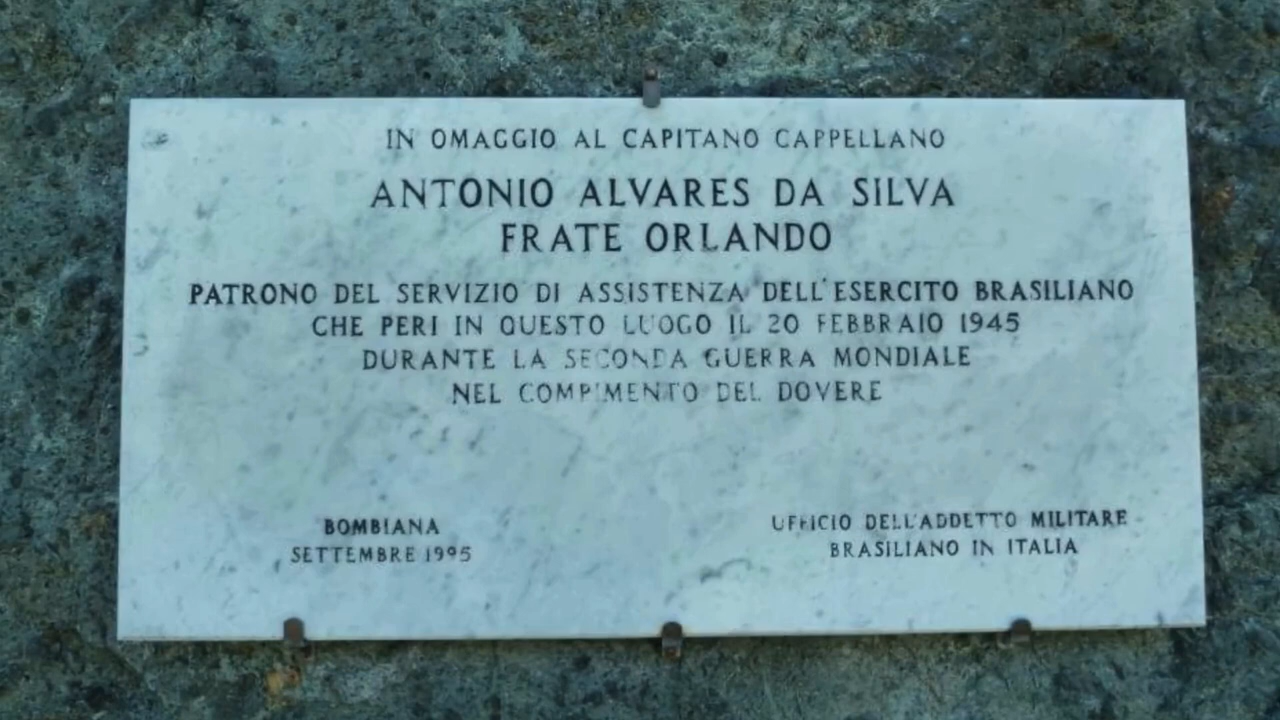 IN OMAGGIO AL CAPITANO CAPPELLANO
ANTONIO ALVARES DA SILVA
FRATE ORLANDO
PATRONO DEL SERVIZIO DI ASSISTENZA DELL'ESERCITO BRASILIANO
CHE PERI IN QUESTO LUOGO IL 20 FEBBRAIO 1945
DURANTE LA SECONDA GUERRA MONDIALE
NEL COMPIMENTO DEL DOVERE
BOMBIANA
SETTEMBRE 1995
UFFICIO DELL'ADDETTO MILITARE
BRASILIANO IN ITALIA